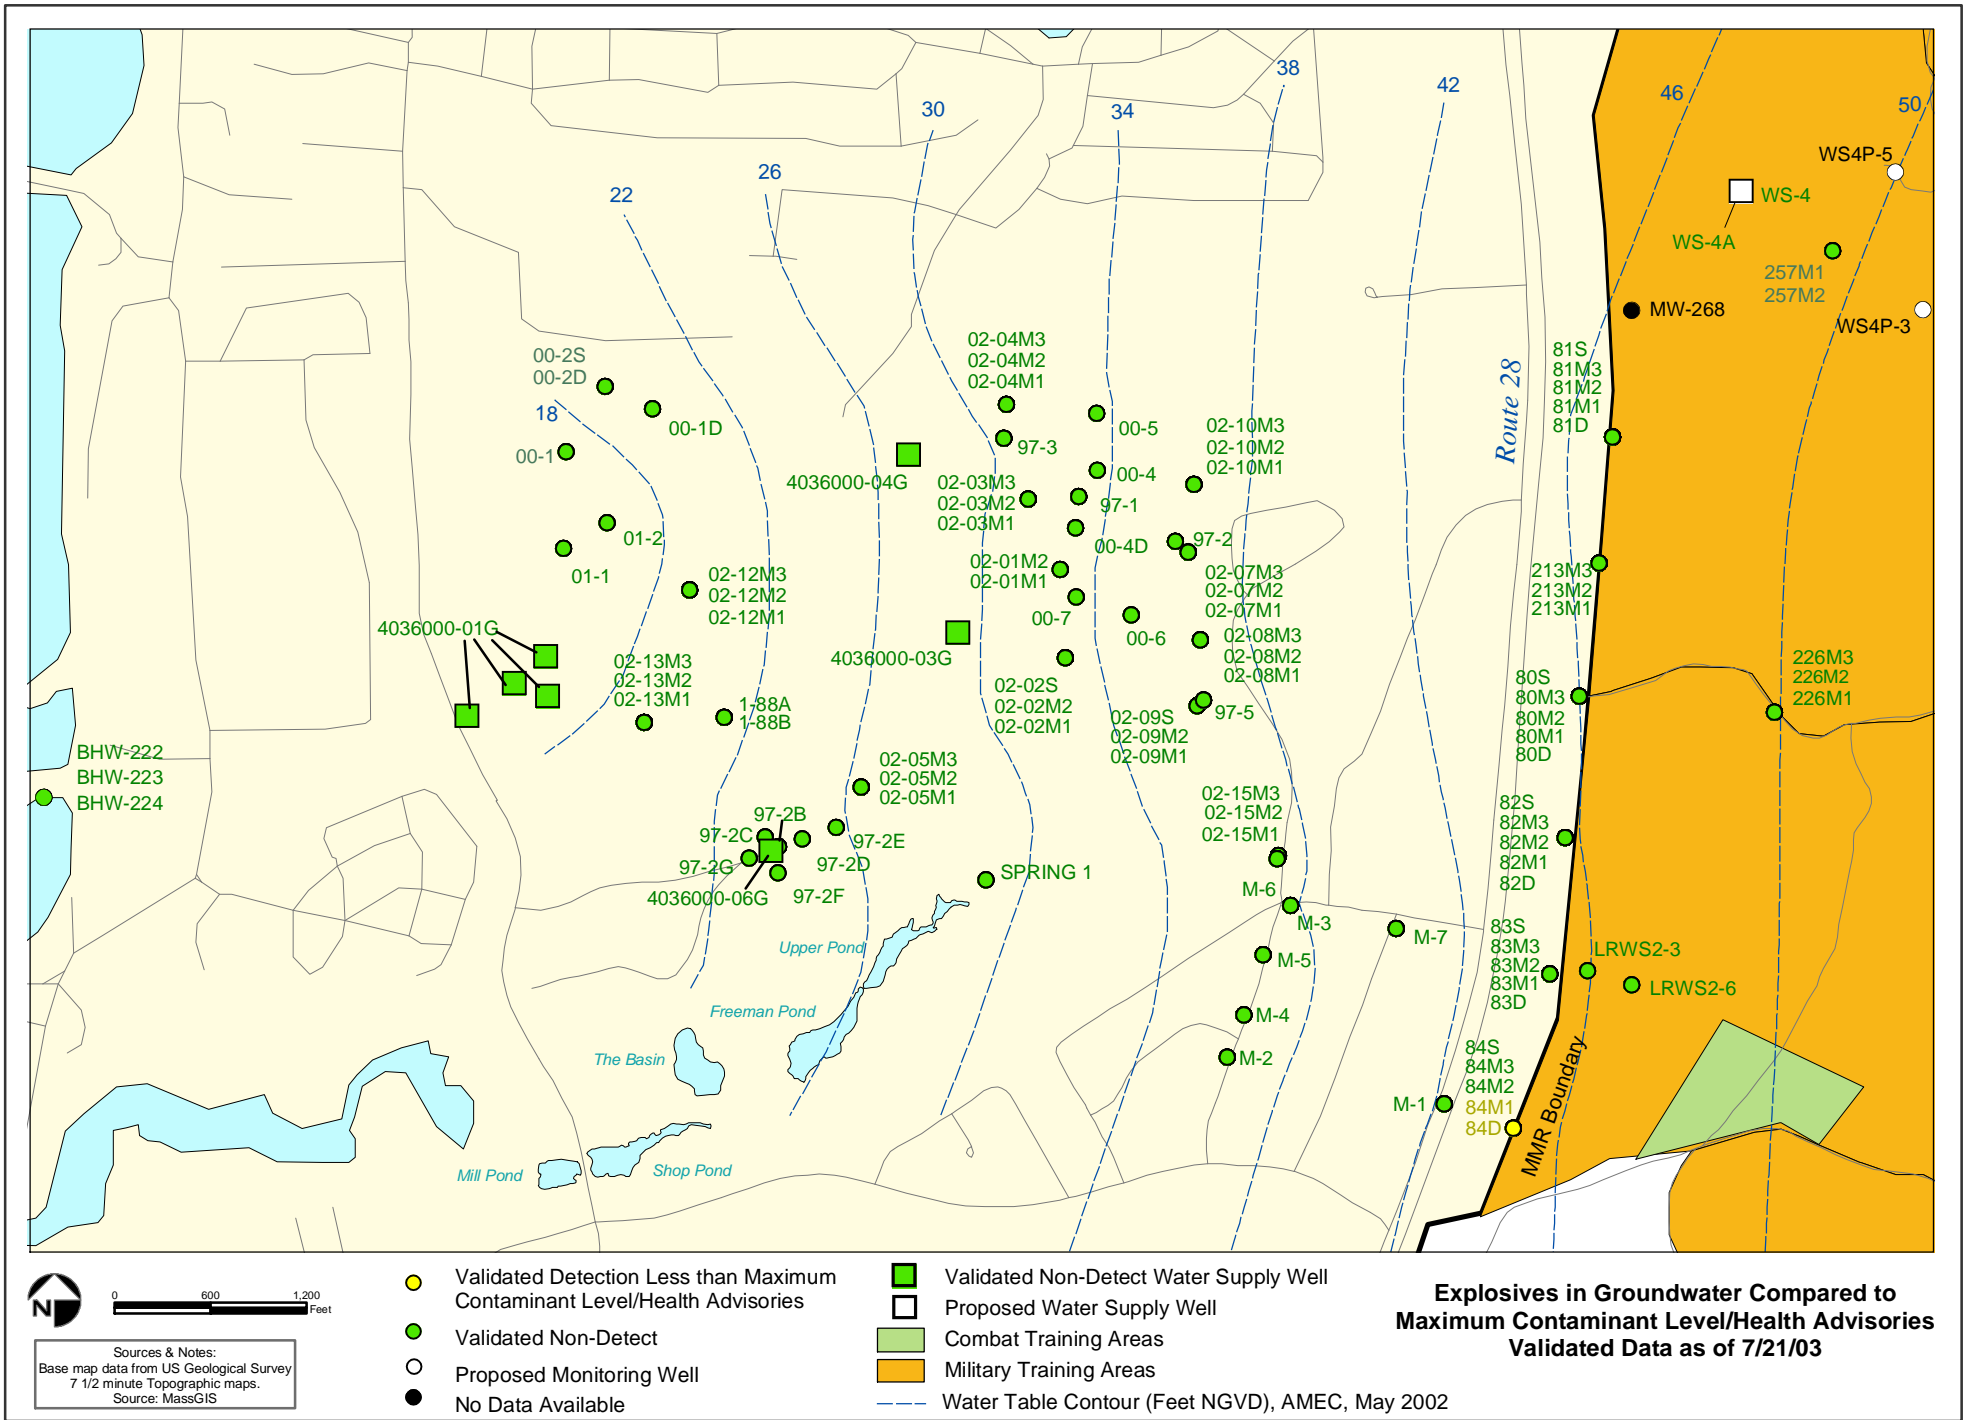 38
42
46
50
30
34
26
22
18
WS4P-5
WS-4
WS-4A
257M1
257M2
MW-268
WS4P-3
Route 28
81S
81M3
81M2
81M1
81D
00-2S
00-2D
00-1D
00-1
01-2
01-1
02-04M3
02-04M2
02-04M1
97-3
4036000-04G
00-5
00-4
02-03M3
02-03M2
02-03M1
97-1
00-4D
02-10M3
02-10M2
02-10M1
97-2
02-07M3
02-07M2
02-07M1
02-01M2
02-01M1
00-7
00-6
02-12M3
02-12M2
02-12M1
4036000-01G
4036000-03G
02-08M3
02-08M2
02-08M1
213M3
213M2
213M1
02-13M3
02-13M2
02-13M1
1-88A
1-88B
02-02S
02-02M2
02-02M1
97-5
02-09S
02-09M2
02-09M1
80S
80M3
80M2
80M1
80D
226M3
226M2
226M1
BHW-222
BHW-223
BHW-224
02-05M3
02-05M2
02-05M1
97-2B
97-2C
97-2E
97-2D
97-2G
97-2F
4036000-06G
SPRING 1
02-15M3
02-15M2
02-15M1
82S
82M3
82M2
82M1
82D
M-6
M-3
M-7
M-5
M-4
M-2
M-1
83S
83M3
83M2
83M1
83D
LRWS2-3
LRWS2-6
84S
84M3
84M2
84M1
84D
MMR Boundary
Upper Pond
Freeman Pond
The Basin
Mill Pond
Shop Pond
N
0 600 1,200
Feet
Sources & Notes:
Base map data from US Geological Survey
7 1/2 minute Topographic maps.
Source: MassGIS
Validated Detection Less than Maximum
Contaminant Level/Health Advisories
Validated Non-Detect
Proposed Monitoring Well
No Data Available
Validated Non-Detect Water Supply Well
Proposed Water Supply Well
Combat Training Areas
Military Training Areas
Water Table Contour (Feet NGVD), AMEC, May 2002
Explosives in Groundwater Compared to
Maximum Contaminant Level/Health Advisories
Validated Data as of 7/21/03